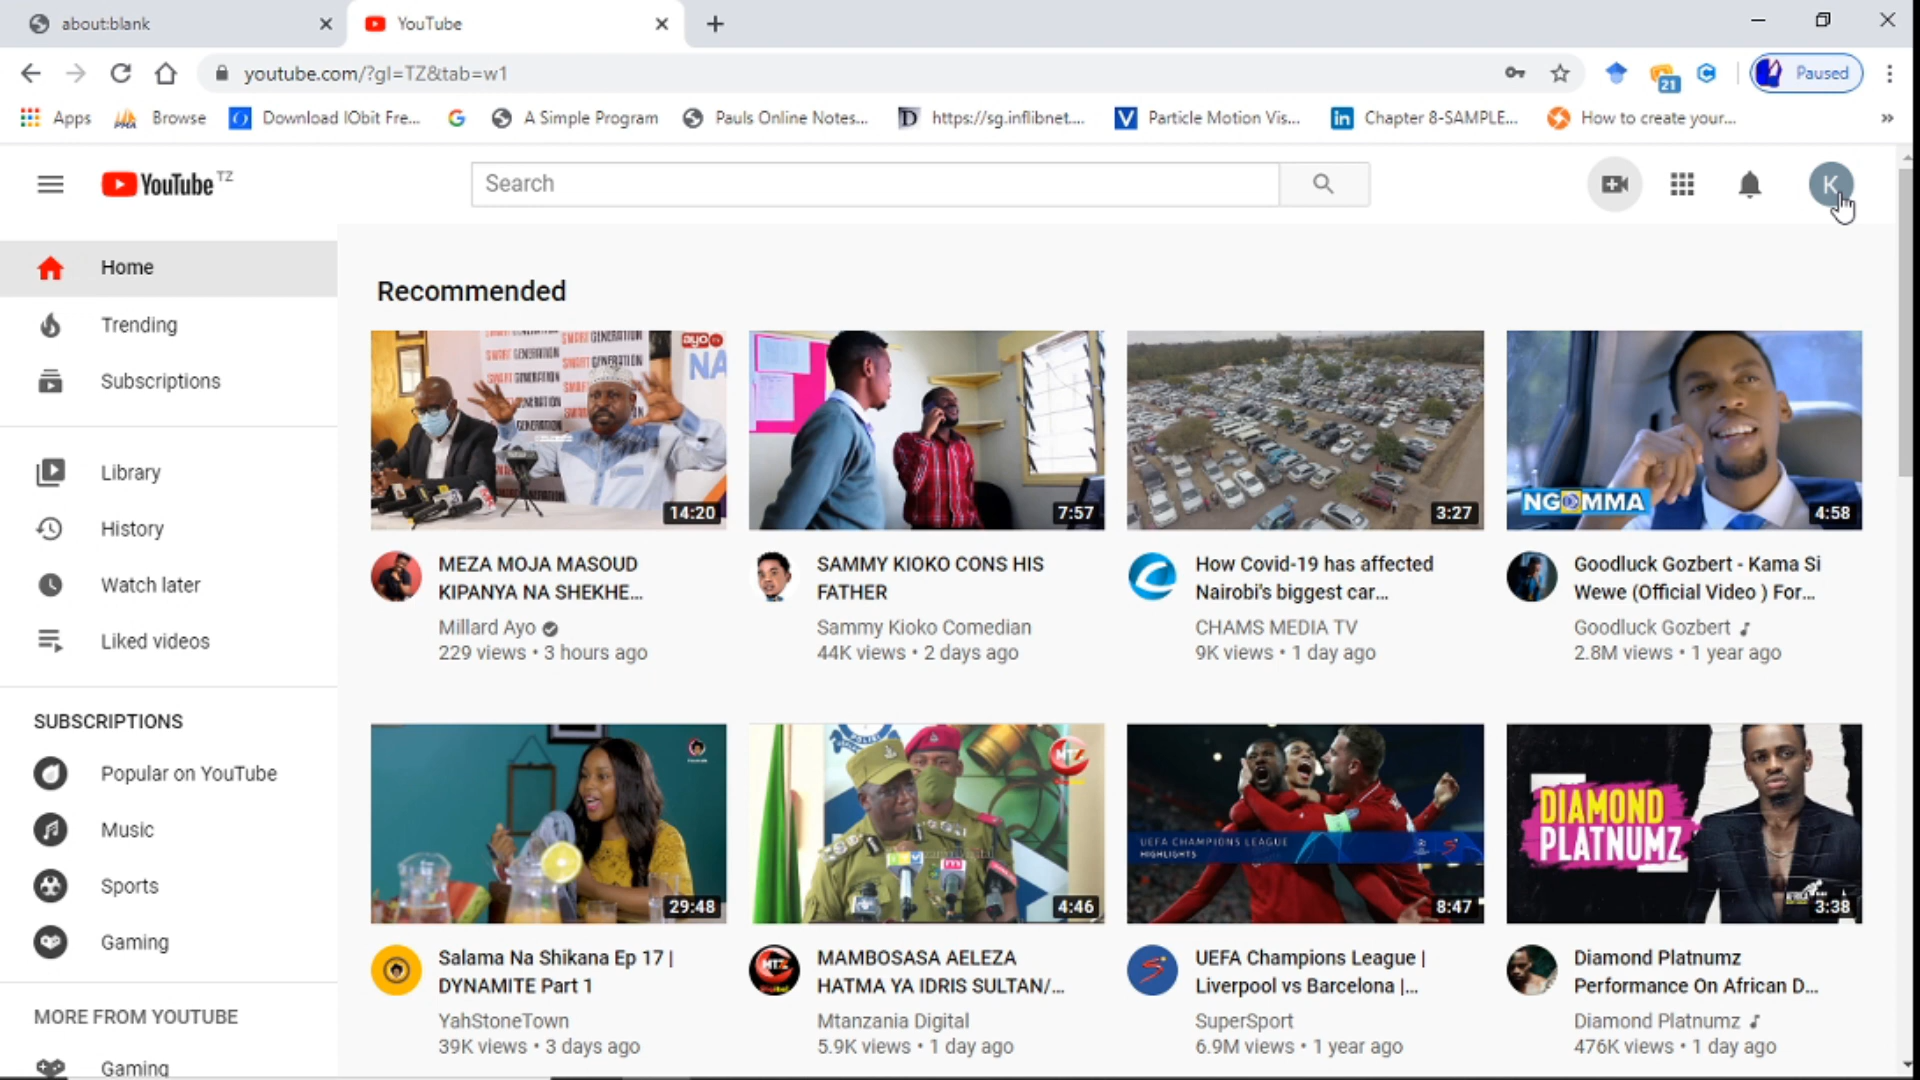 about:blank
YouTube
youtube.com/?gl=TZ&tab=w1
21
Paused
Apps
Browse
Download IObit Fre...
A Simple Program
Pauls Online Notes...
https://sg.inflibnet....
Particle Motion Vis...
Chapter 8-SAMPLE...
How to create your...
YouTube TZ
Search
K
Home
Trending
Subscriptions
Library
History
Watch later
Liked videos
SUBSCRIPTIONS
Popular on YouTube
Music
Sports
Gaming
MORE FROM YOUTUBE
Gaming
Recommended
SMART GENERATION
ayo
NA
14:20
7:57
3:27
NGOMMA
4:58
MEZA MOJA MASOUD
KIPANYA NA SHEKHE...
Millard Ayo
229 views • 3 hours ago
SAMMY KIOKO CONS HIS
FATHER
Sammy Kioko Comedian
44K views • 2 days ago
How Covid-19 has affected
Nairobi's biggest car...
CHAMS MEDIA TV
9K views • 1 day ago
Goodluck Gozbert - Kama Si
Wewe (Official Video ) For...
Goodluck Gozbert
2.8M views • 1 year ago
29:48
MTZ
4:46
UEFA CHAMPIONS LEAGUE
HIGHLIGHTS
8:47
DIAMOND
PLATNUMZ
3:38
Salama Na Shikana Ep 17 |
DYNAMITE Part 1
YahStoneTown
39K views • 3 days ago
MTZ
MAMBOSASA AELEZA
HATMA YA IDRIS SULTAN/...
Mtanzania Digital
5.9K views • 1 day ago
UEFA Champions League |
Liverpool vs Barcelona |...
SuperSport
6.9M views • 1 year ago
Diamond Platnumz
Performance On African D...
Diamond Platnumz
476K views • 1 day ago